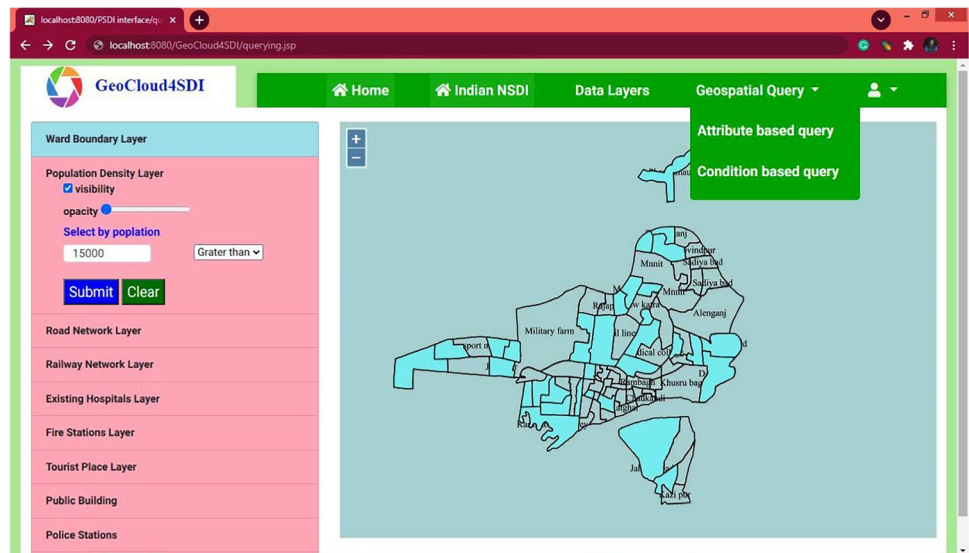 localhost:8080/PSDI interface/qu
localhost:8080/GeoCloud4SDI/querying.jsp
GeoCloud4SDI
Home
Indian NSDI
Data Layers
Geospatial Query
Attribute based query
Condition based query
Ward Boundary Layer
Population Density Layer
visibility
opacity
Select by poplation
15000
Grater than
Submit Clear
Road Network Layer
Railway Network Layer
Existing Hospitals Layer
Fire Stations Layer
Tourist Place Layer
Public Building
Police Stations
+
−
Mnnit
Sadiya bad
Sadiya bad
Alenganj
Military farm
Rambagh
Khusru bag